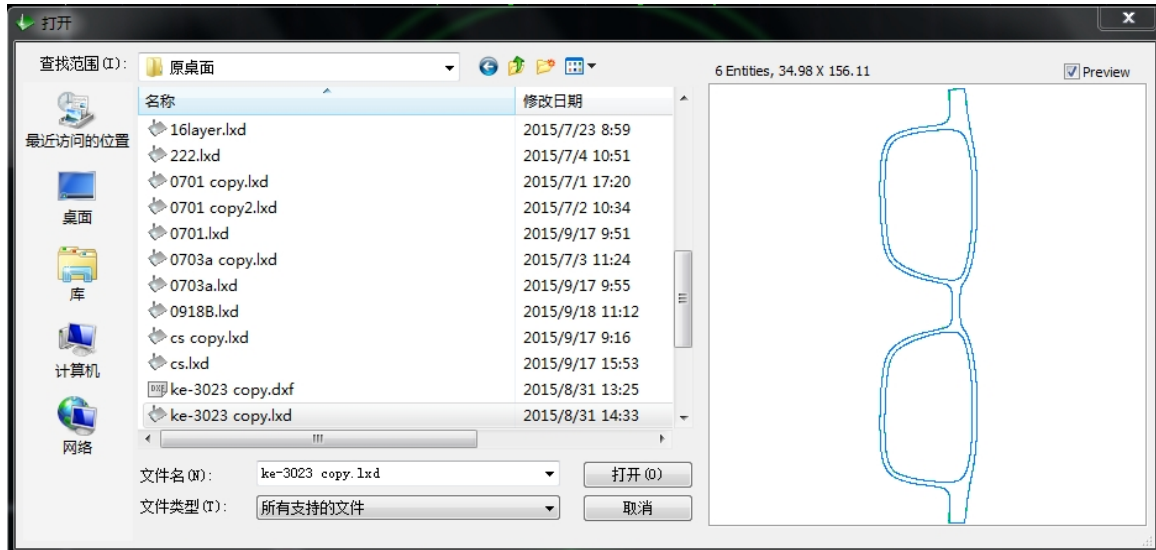 打开
查找范围(I):
原桌面
6 Entities, 34.98 X 156.11
Preview
名称 修改日期
16layer.lxd 2015/7/23 8:59
222.lxd 2015/7/4 10:51
0701 copy.lxd 2015/7/1 17:20
0701 copy2.lxd 2015/7/2 10:34
0701.lxd 2015/9/17 9:51
0703a copy.lxd 2015/7/3 11:24
0703a.lxd 2015/9/17 9:55
0918B.lxd 2015/9/18 11:12
cs copy.lxd 2015/9/17 9:16
cs.lxd 2015/9/17 15:53
DXF ke-3023 copy.dxf 2015/8/31 13:25
ke-3023 copy.lxd 2015/8/31 14:33
最近访问的位置
桌面
库
计算机
网络
文件名(N): ke-3023 copy.lxd 打开(O)
文件类型(T): 所有支持的文件 取消